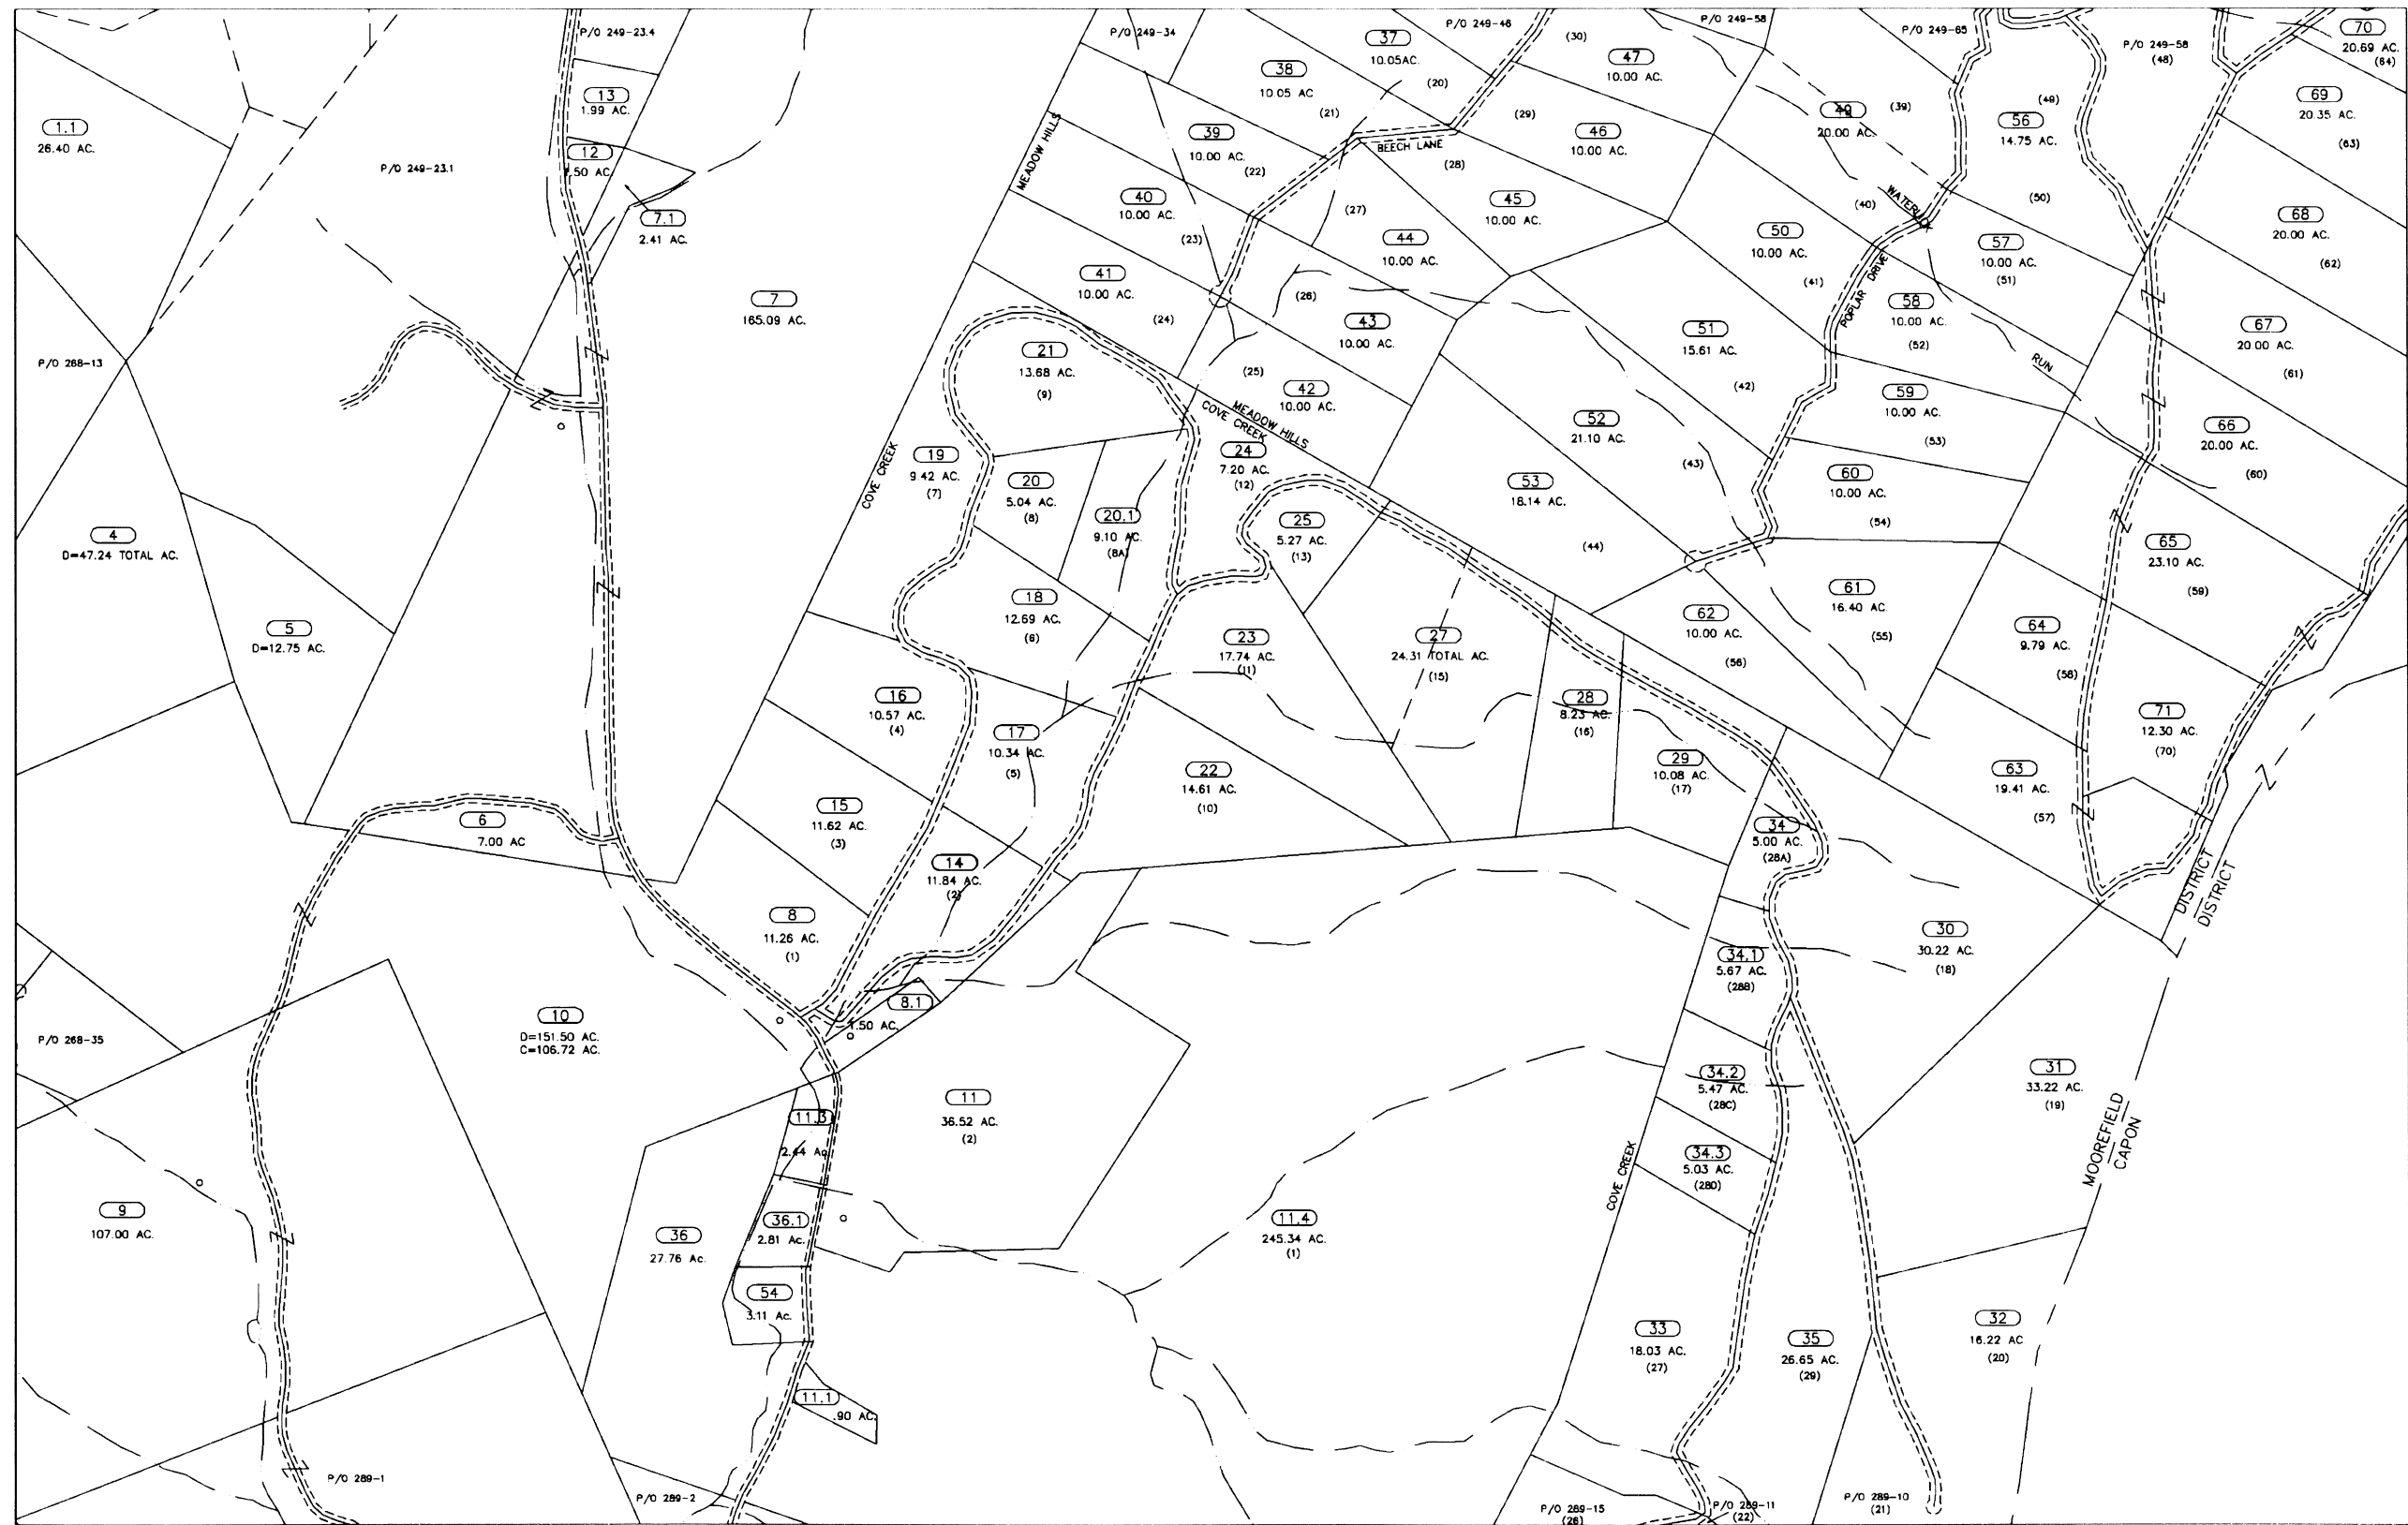 P/O 249-23.4
P/O 249-34
37
10.05AC.
(20)
P/O 249-46
(30)
P/O 249-58
P/O 249-65
P/O 249-58
(48)
70
20.69 AC.
(64)
1.1
26.40 AC.
P/O 249-23.1
13
1.99 AC.
12
.50 AC.
7.1
2.41 AC.
7
165.09 AC.
MEADOW HILLS
38
10.05 AC
(21)
39
10.00 AC.
(22)
40
10.00 AC.
(23)
41
10.00 AC.
(24)
BEECH LANE
47
10.00 AC.
(29)
46
10.00 AC.
(28)
45
10.00 AC.
(27)
44
10.00 AC.
(26)
43
10.00 AC.
(25)
42
10.00 AC.
49
20.00 AC.
(39)
(40)
(49)
56
14.75 AC.
(50)
69
20.35 AC.
(63)
68
20.00 AC.
(62)
67
20.00 AC.
(61)
66
20.00 AC.
(60)
50
10.00 AC.
(41)
POPLAR DRIVE
57
10.00 AC.
(51)
58
10.00 AC.
(52)
RUN
51
15.61 AC.
(42)
59
10.00 AC.
(53)
52
21.10 AC.
(43)
60
10.00 AC.
(54)
53
18.14 AC.
(44)
65
23.10 AC.
(59)
61
16.40 AC.
(55)
62
10.00 AC.
(56)
64
9.79 AC.
(58)
71
12.30 AC.
(70)
63
19.41 AC.
(57)
P/O 268-13
4
D=47.24 TOTAL AC.
5
D=12.75 AC.
6
7.00 AC
COVE CREEK
MEADOW HILLS
COVE CREEK
21
13.68 AC.
(9)
19
9.42 AC.
(7)
20
5.04 AC.
(8)
20.1
9.10 AC.
(8A)
24
7.20 AC.
(12)
25
5.27 AC.
(13)
18
12.69 AC.
(6)
23
17.74 AC.
(11)
27
24.31 TOTAL AC.
(15)
28
8.23 AC.
(16)
29
10.08 AC.
(17)
16
10.57 AC.
(4)
17
10.34 AC.
(5)
22
14.61 AC.
(10)
15
11.62 AC.
(3)
14
11.84 AC.
(2)
8
11.26 AC.
(1)
34
5.00 AC.
(28A)
DISTRICT
DISTRICT
30
30.22 AC.
(18)
34.1
5.67 AC.
(28B)
8.1
1.50 AC.
P/O 268-35
10
D=151.50 AC.
C=106.72 AC.
11
36.52 AC.
(2)
34.2
5.47 AC.
(28C)
31
33.22 AC.
(19)
11.3
2.44 Ac
34.3
5.03 AC.
(28D)
COVE CREEK
MOOREFIELD
CAPON
9
107.00 AC.
36
27.76 Ac.
36.1
2.81 Ac.
11.4
245.34 AC.
(1)
54
3.11 Ac.
33
18.03 AC.
(27)
35
26.65 AC.
(29)
32
16.22 AC
(20)
11.1
.90 AC.
P/O 289-1
P/O 289-2
P/O 289-15
(26)
P/O 289-11
(22)
P/O 289-10
(21)